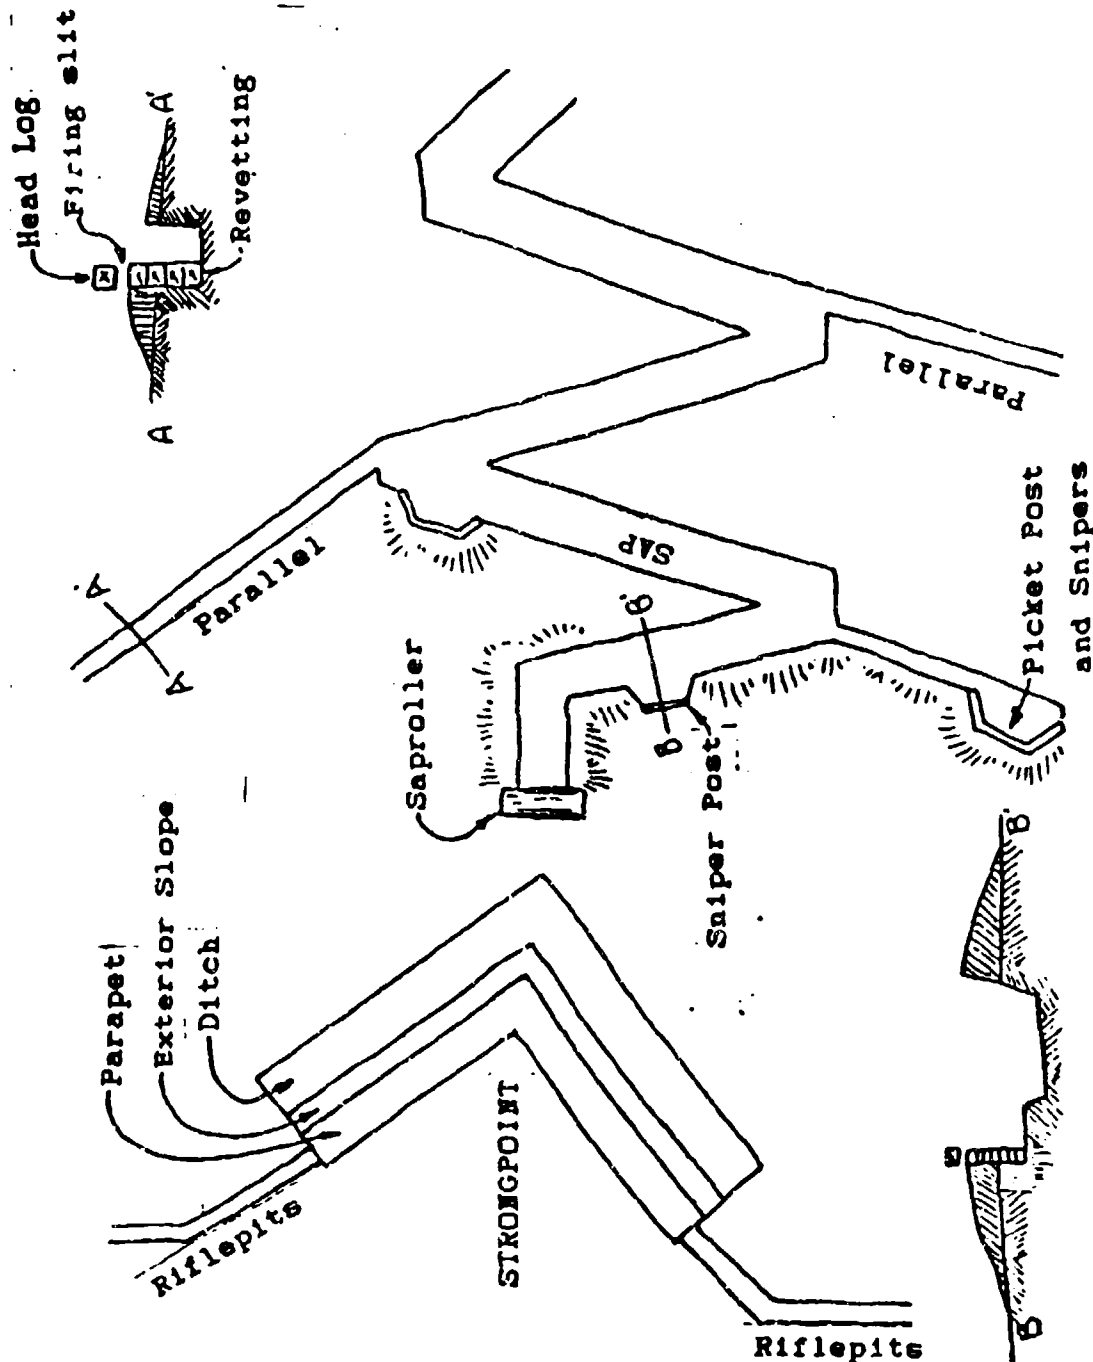 Head Log
Firing slit
A
A'
Revetting
Parallel
A
A'
Parallel
SAP
Picket Post
and Snipers
Saproller
B
B'
Sniper Post
Parapet
Exterior Slope
Ditch
Riflepits
STRONGPOINT
Riflepits
B
B'